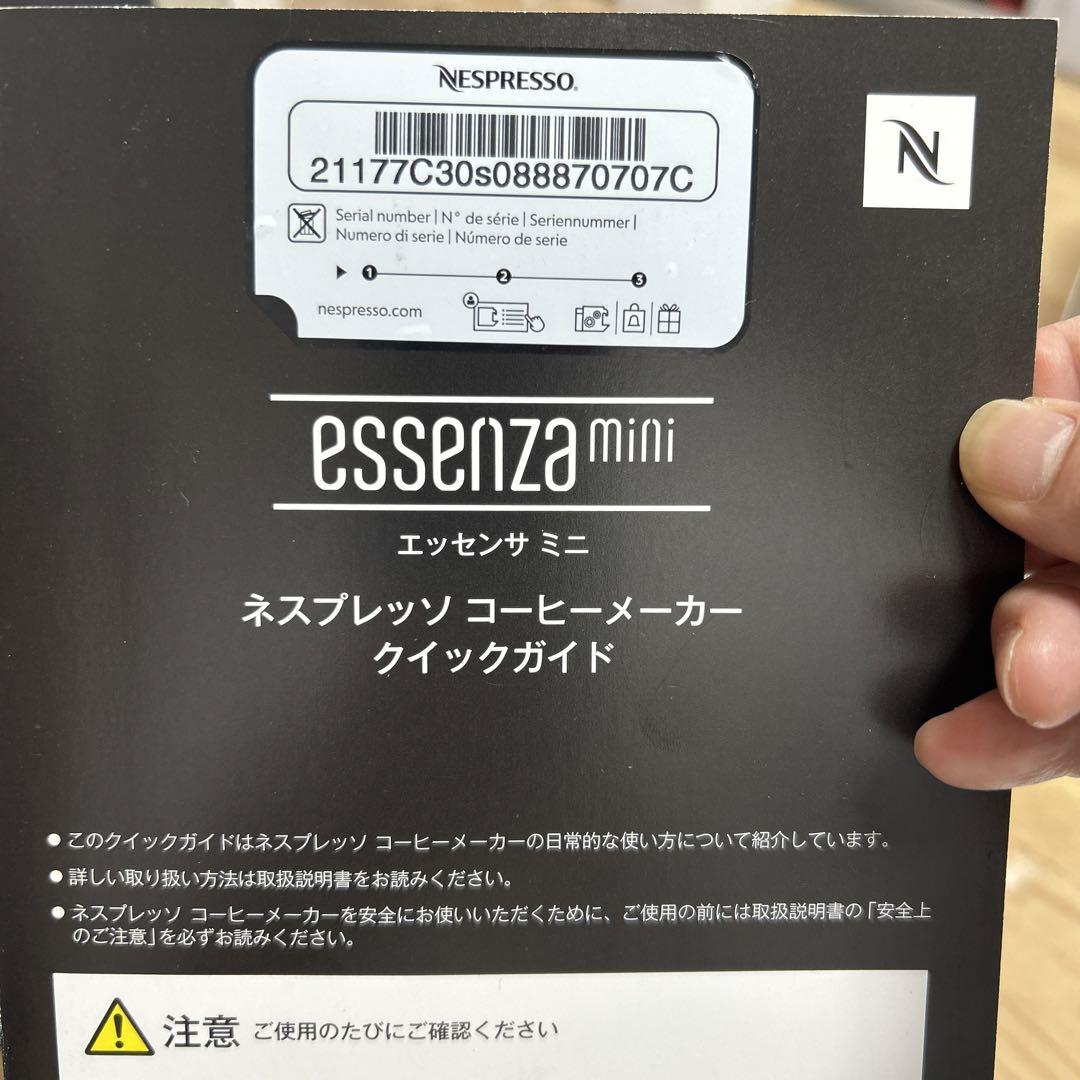 NESPRESSO.
21177C30s088870707C
Serial number | N° de série | Seriennummer |
Numero di serie | Número de serie
1 2 3
nespresso.com
N
essenza mini
エッセンサ ミニ
ネスプレッソ コーヒーメーカー
クイックガイド
● このクイックガイドはネスプレッソ コーヒーメーカーの日常的な使い方について紹介しています。
● 詳しい取り扱い方法は取扱説明書をお読みください。
● ネスプレッソ コーヒーメーカーを安全にお使いいただくために、ご使用の前には取扱説明書の「安全上
のご注意」を必ずお読みください。
注意 ご使用のたびにご確認ください